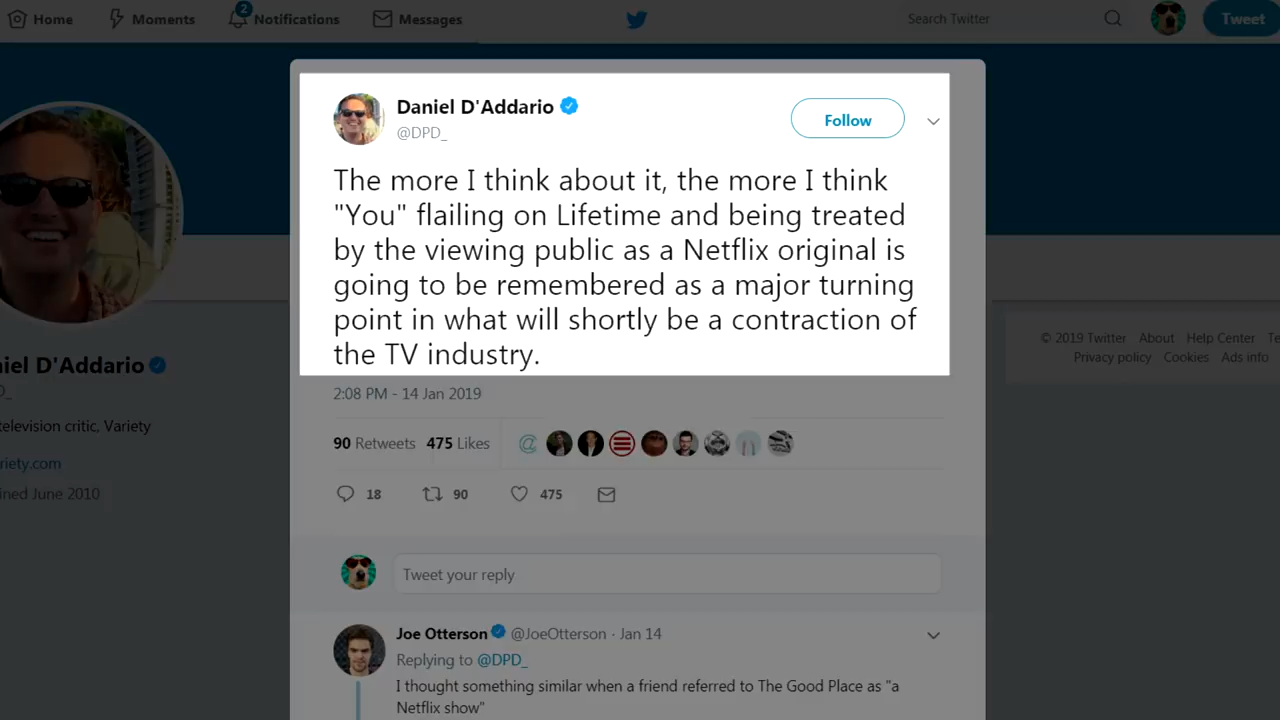 Home Moments 2 Notifications Messages Search Twitter Tweet
Daniel D'Addario
@DPD_
Follow
The more I think about it, the more I think
"You" flailing on Lifetime and being treated
by the viewing public as a Netflix original is
going to be remembered as a major turning
point in what will shortly be a contraction of
the TV industry.
2:08 PM - 14 Jan 2019
90 Retweets 475 Likes
18 90 475
Tweet your reply
Joe Otterson @JoeOtterson · Jan 14
Replying to @DPD_
I thought something similar when a friend referred to The Good Place as "a
Netflix show"
niel D'Addario
D_
television critic, Variety
riety.com
ined June 2010
© 2019 Twitter About Help Center Te
Privacy policy Cookies Ads info